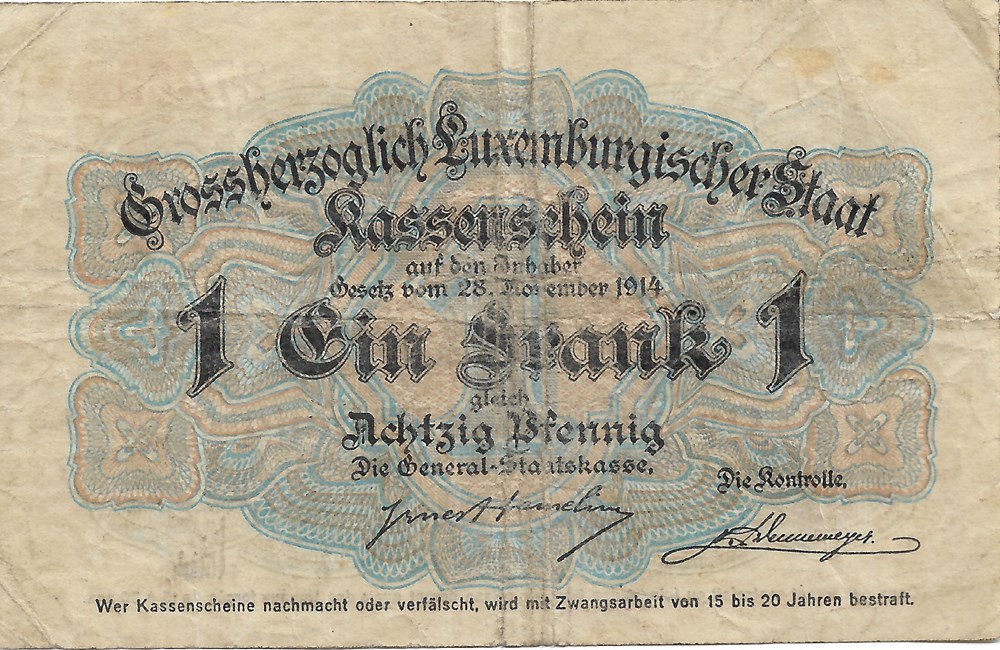 Grossherzoglich Luxemburgischer Staat
Kassenschein
auf den Inhaber
Gesetz vom 28. November 1914
1 Ein Frank 1
gleich
Achtzig Pfennig
Die General-Staatskasse.
Die Kontrolle,
Wer Kassenscheine nachmacht oder verfälscht, wird mit Zwangsarbeit von 15 bis 20 Jahren bestraft.